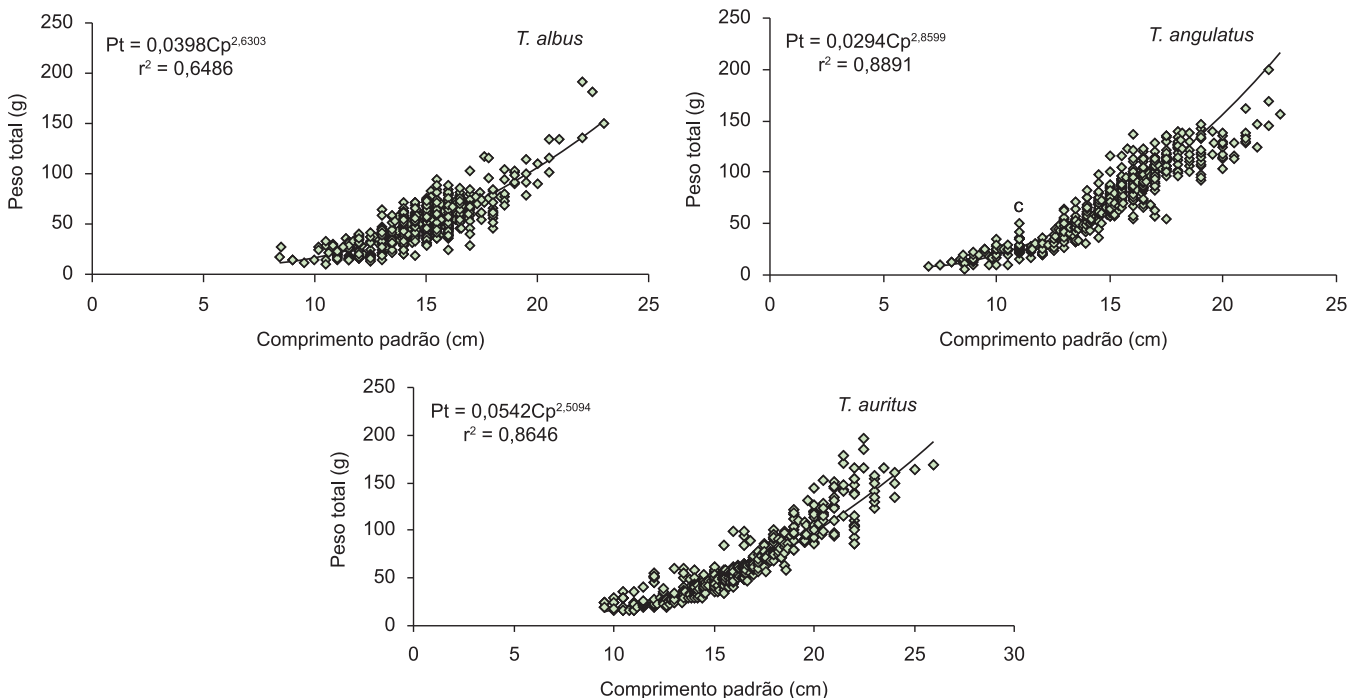 Pt = 0,0398Cp^2,6303
r² = 0,6486
T. albus
Peso total (g)
250
200
150
100
50
0
0 5 10 15 20 25
Comprimento padrão (cm)
Pt = 0,0294Cp^2,8599
r² = 0,8891
T. angulatus
c
Peso total (g)
250
200
150
100
50
0
0 5 10 15 20 25
Comprimento padrão (cm)
Pt = 0,0542Cp^2,5094
r² = 0,8646
T. auritus
Peso total (g)
250
200
150
100
50
0
0 5 10 15 20 25 30
Comprimento padrão (cm)